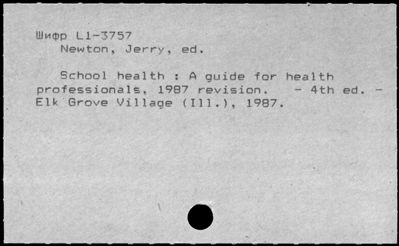 Шифр L1-3757
Newton, Jerry, ed.
School health : A guide for health
professionals, 1987 revision. - 4th ed. -
Elk Grove Village (Ill.), 1987.